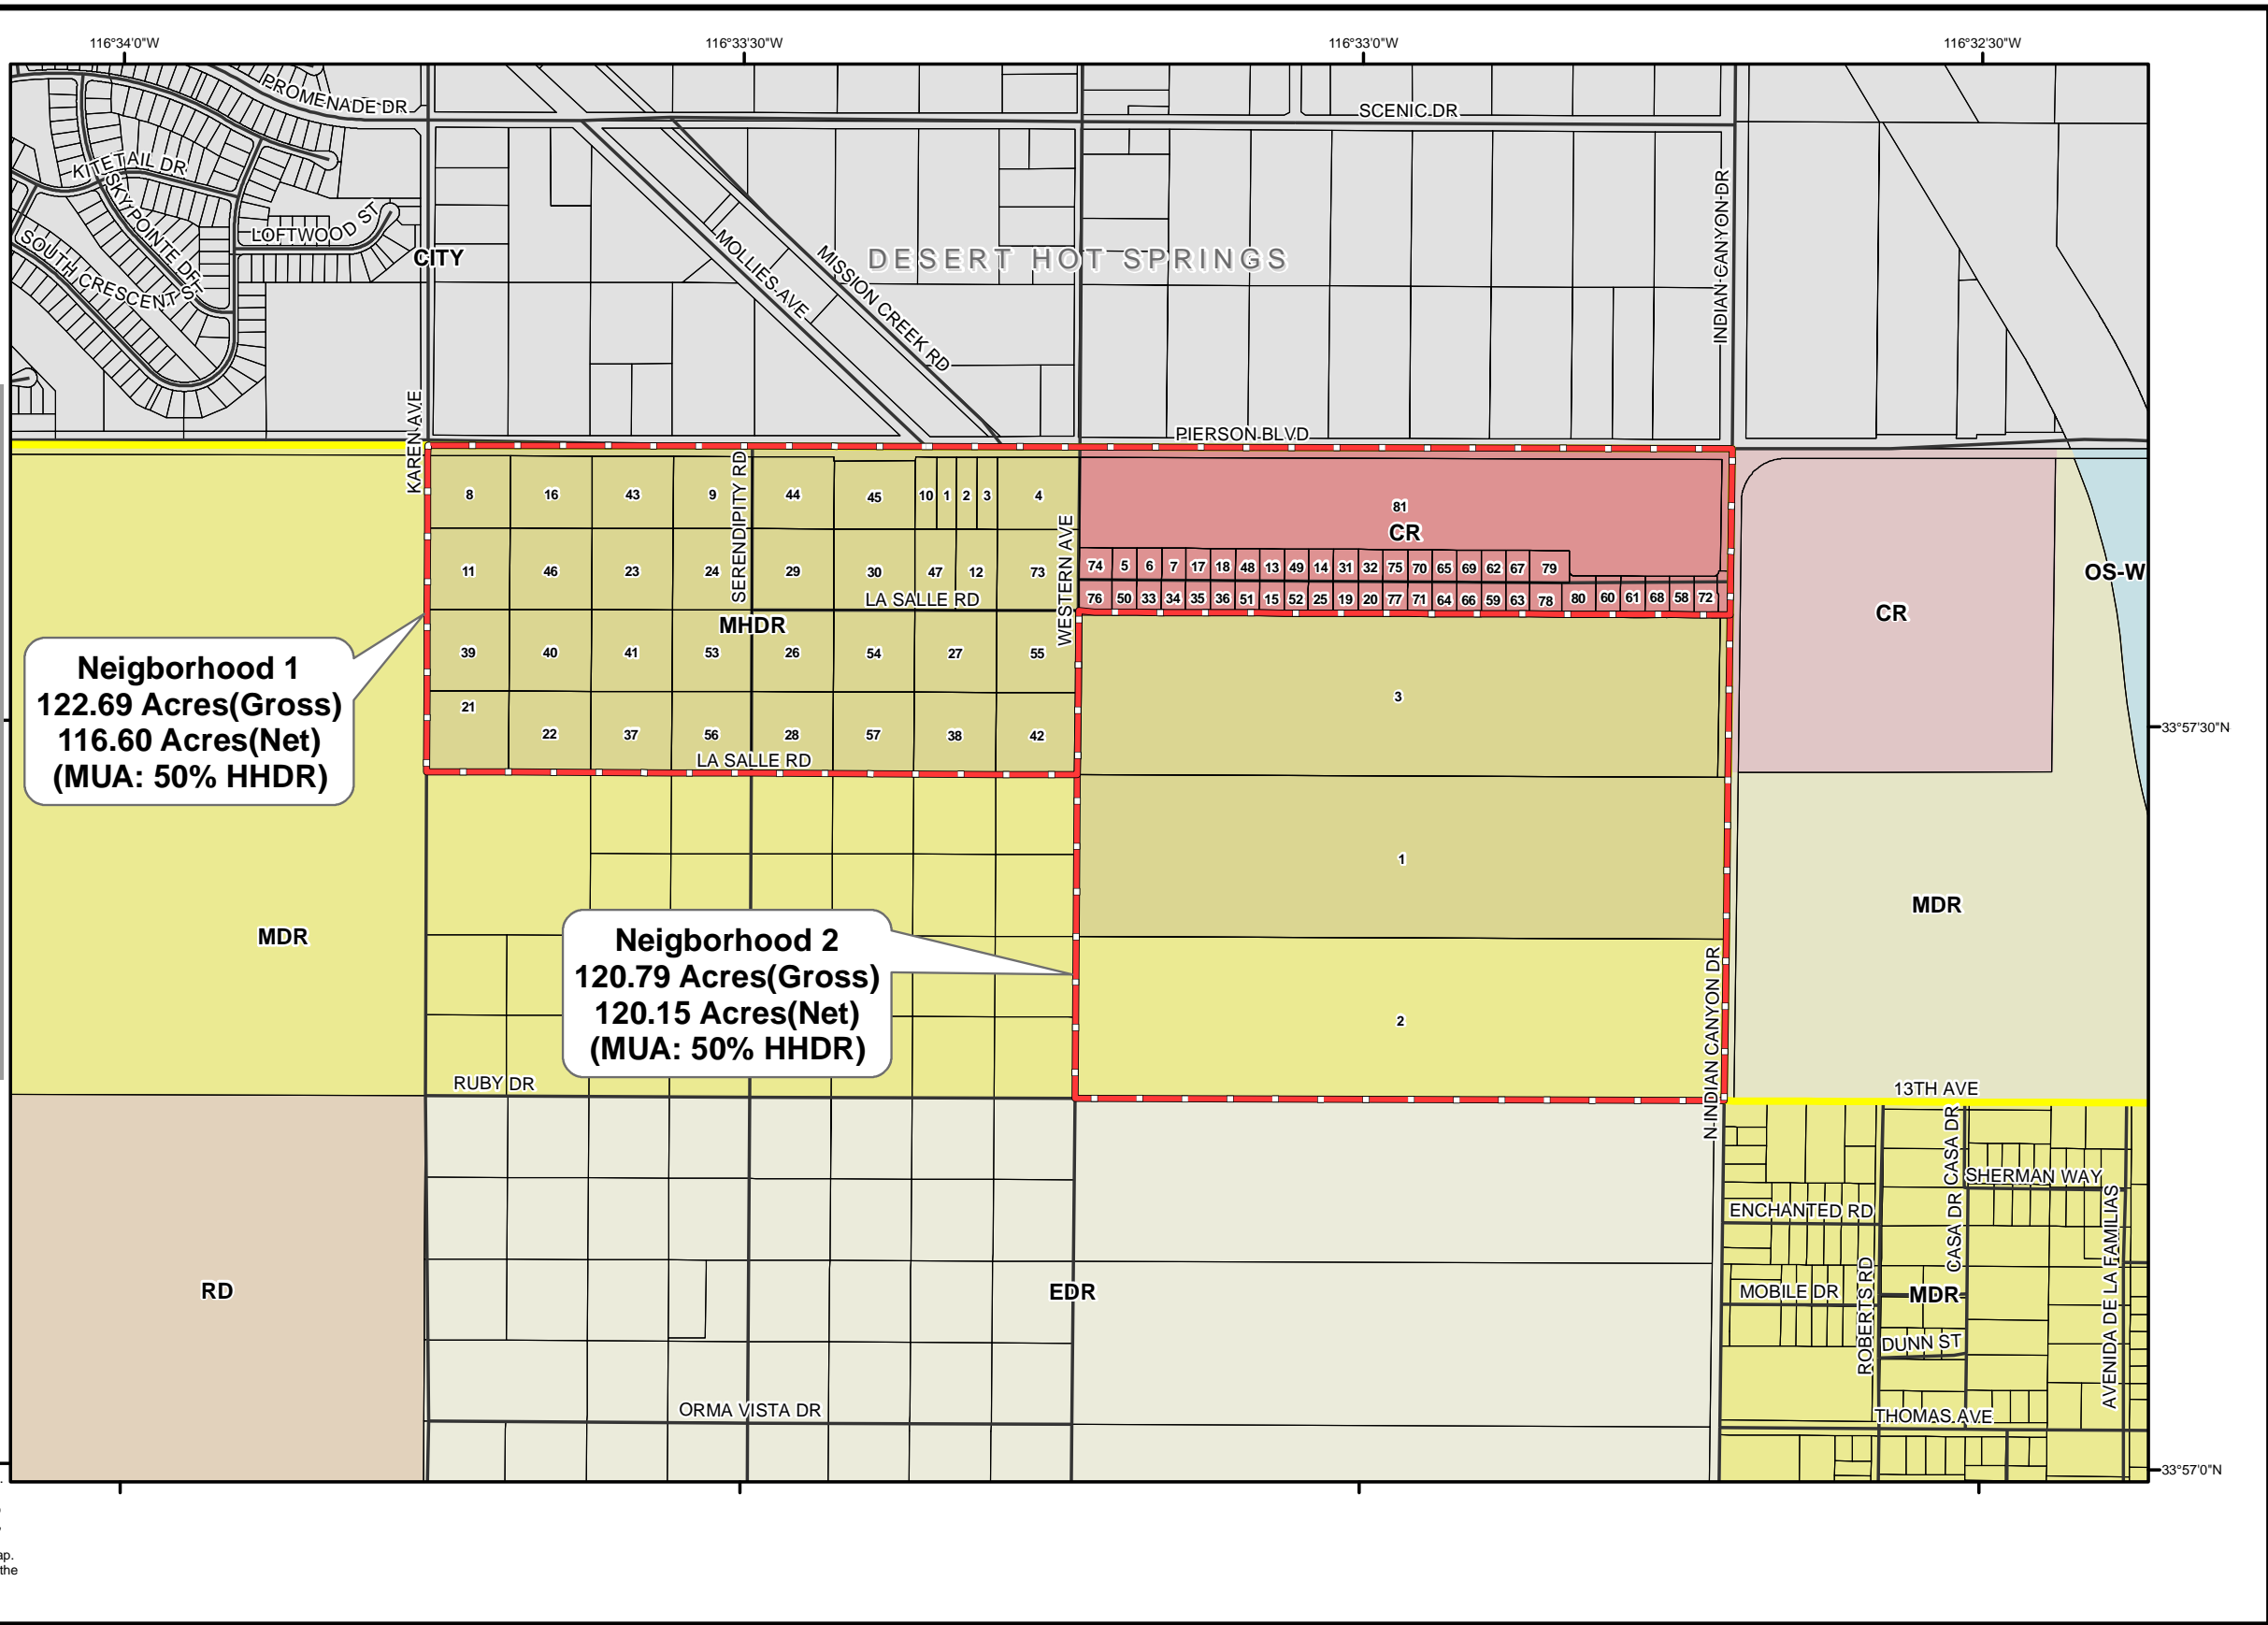 116°34'0"W
116°33'30"W
116°33'0"W
116°32'30"W
PROMENADE DR
SCENIC DR
KITETAIL DR
SKYPOINTE DR
LOFTWOOD ST
SOUTH CRESCENT ST
CITY
MOLLIES AVE
MISSION CREEK RD
DESERT HOT SPRINGS
INDIAN CANYON DR
KAREN AVE
PIERSON BLVD
8 16 43 9 44 45 10 1 2 3 4
SERENDIPITY RD
81
CR
WESTERN AVE
11 46 23 24 29 30 47 12 73
74 5 6 7 17 18 48 13 49 14 31 32 75 70 65 69 62 67 79
76 50 33 34 35 36 51 15 52 25 19 20 77 71 64 66 59 63 78 80 60 61 68 58 72
OS-W
CR
LA SALLE RD
MHDR
39 40 41 53 26 54 27 55
21
22 37 56 28 57 38 42
LA SALLE RD
3
33°57'30"N
Neigborhood 1
122.69 Acres(Gross)
116.60 Acres(Net)
(MUA: 50% HHDR)
1
MDR
MDR
Neigborhood 2
120.79 Acres(Gross)
120.15 Acres(Net)
(MUA: 50% HHDR)
2
N INDIAN CANYON DR
RUBY DR
13TH AVE
CASA DR
CASA DR
SHERMAN WAY
ENCHANTED RD
RD
EDR
MOBILE DR
ROBERTS RD
MDR
AVENIDA DE LA FAMILIAS
DUNN ST
ORMA VISTA DR
THOMAS AVE
33°57'0"N
ap.
the